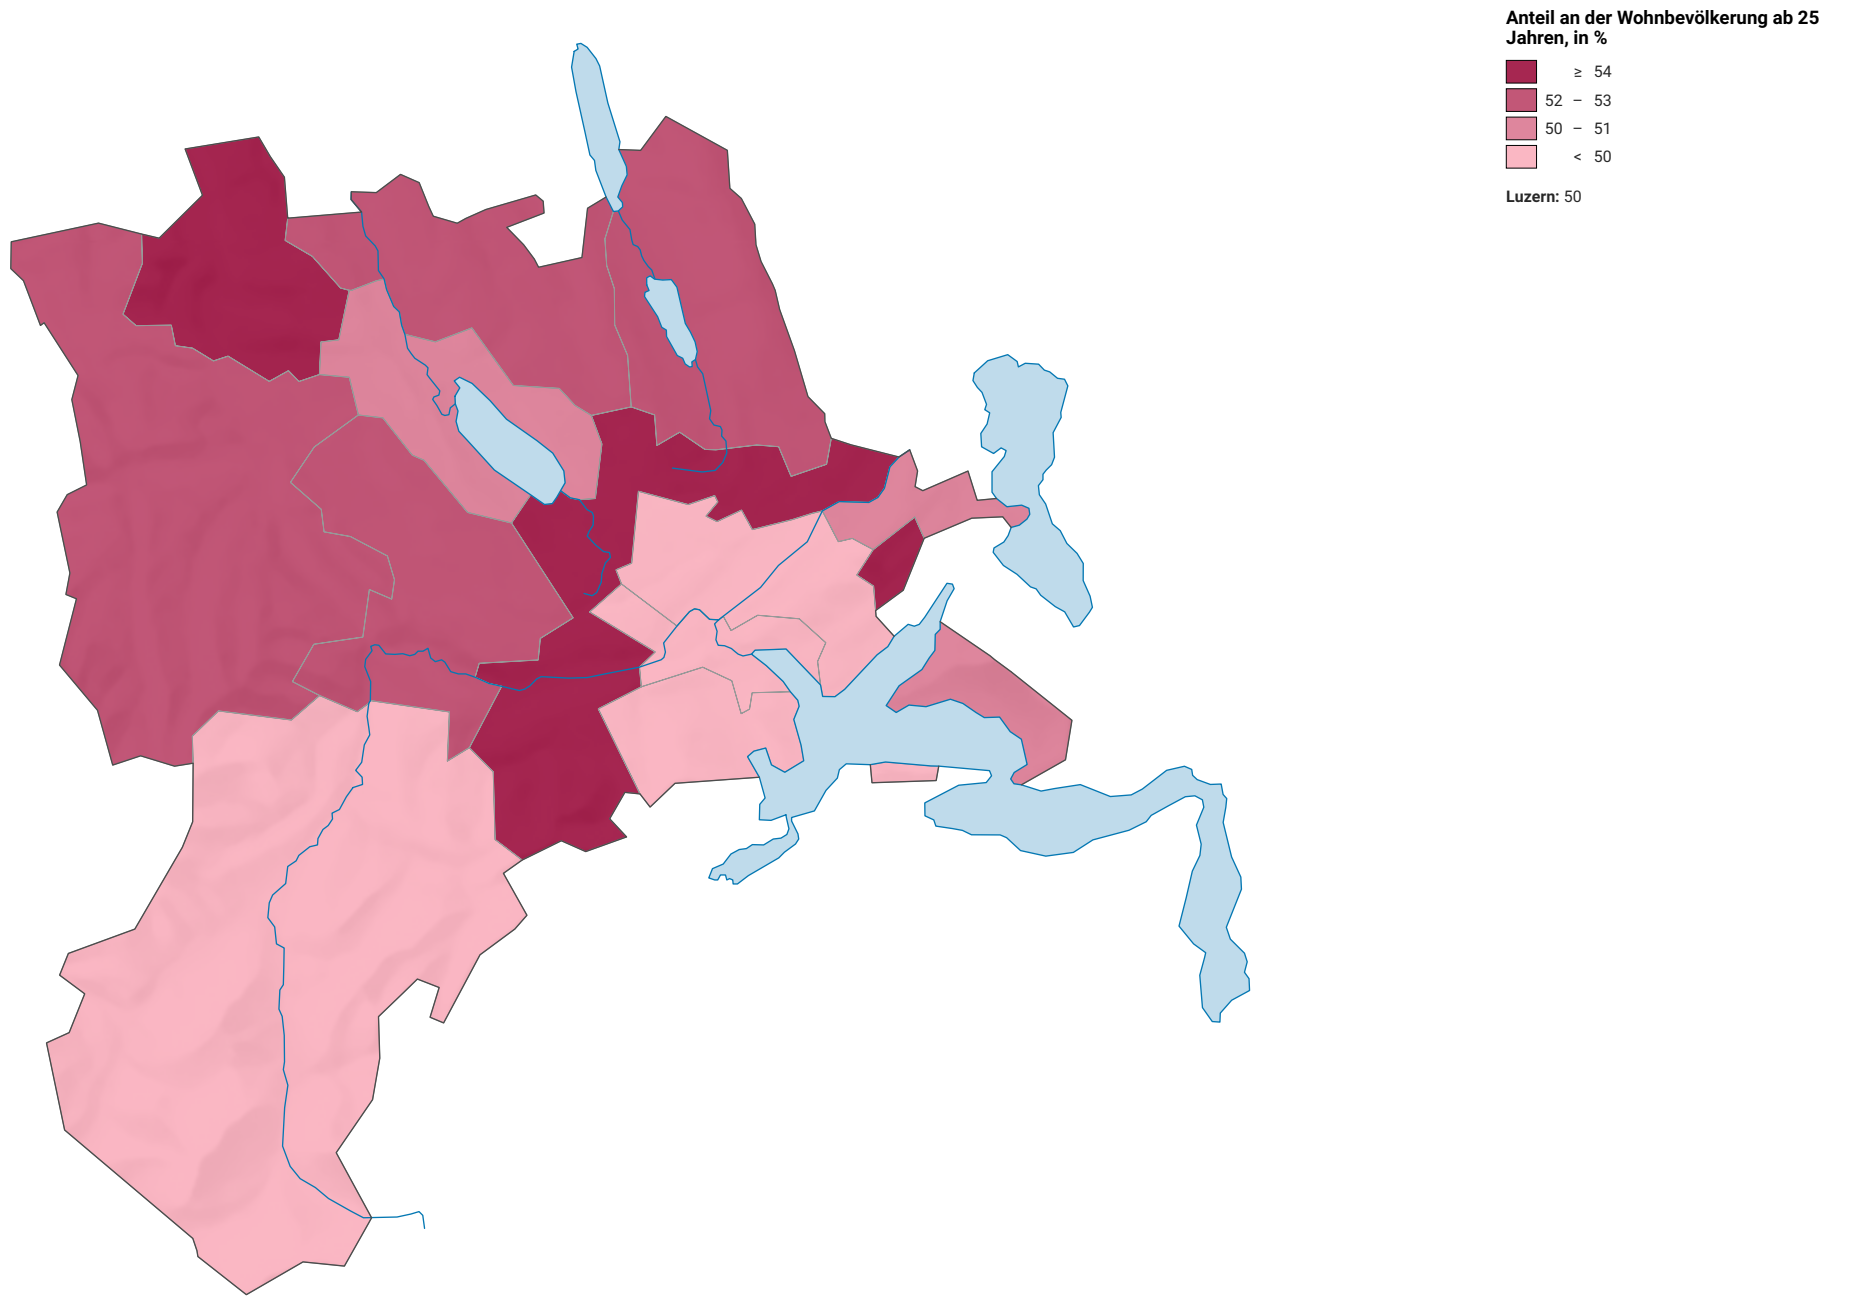 Anteil an der Wohnbevölkerung ab 25
Jahren, in %
≥ 54
52 – 53
50 – 51
< 50
Luzern: 50